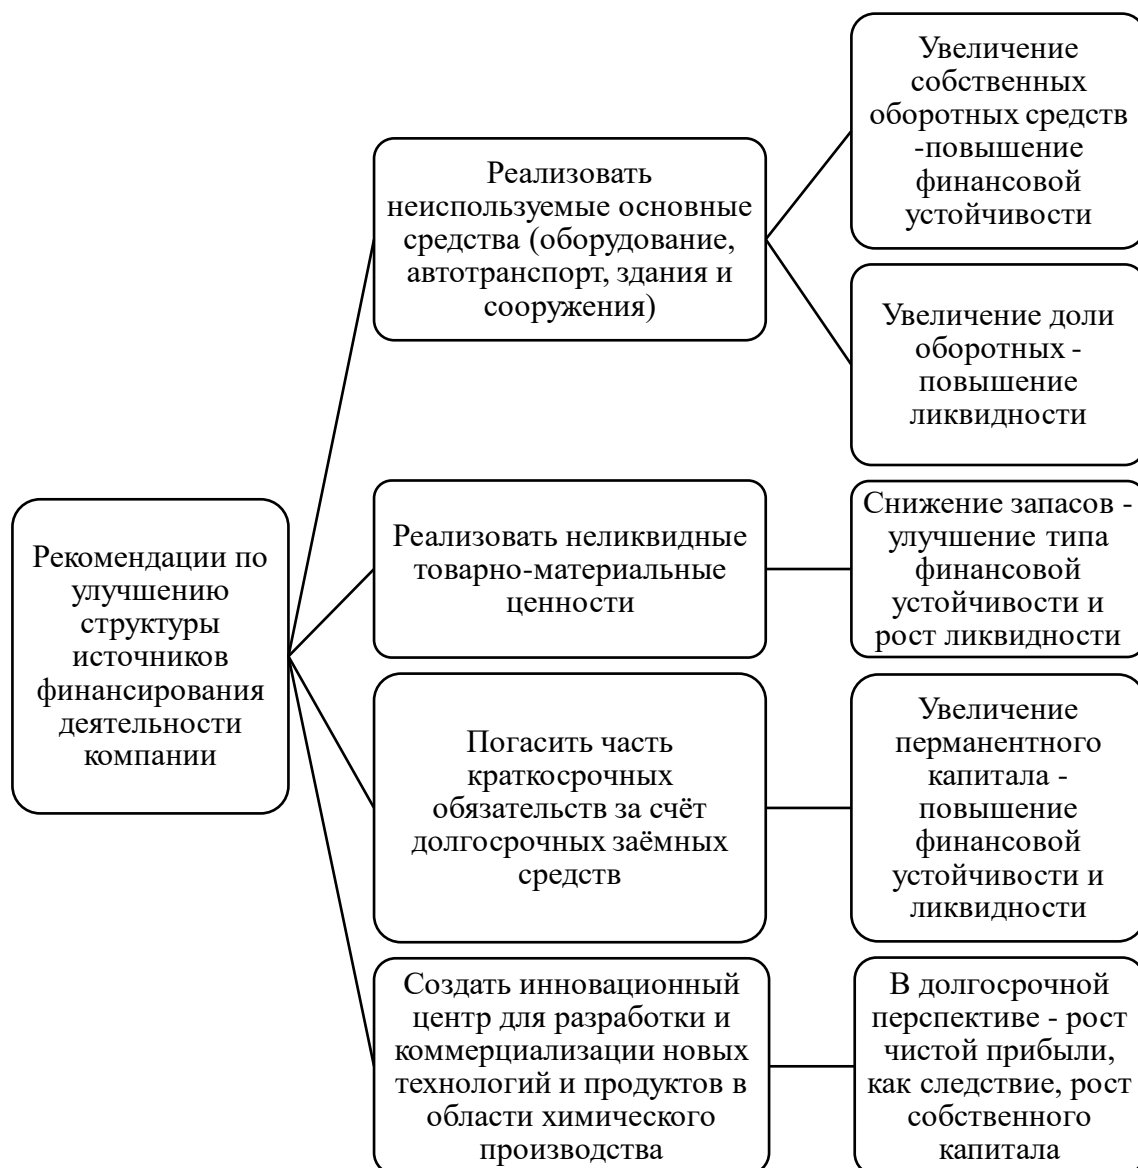 Рекомендации по
улучшению
структуры
источников
финансирования
деятельности
компании
Реализовать
неиспользуемые основные
средства (оборудование,
автотранспорт, здания и
сооружения)
Увеличение
собственных
оборотных средств
-повышение
финансовой
устойчивости
Увеличение доли
оборотных -
повышение
ликвидности
Реализовать неликвидные
товарно-материальные
ценности
Снижение запасов -
улучшение типа
финансовой
устойчивости и
рост ликвидности
Погасить часть
краткосрочных
обязательств за счёт
долгосрочных заёмных
средств
Увеличение
перманентного
капитала -
повышение
финансовой
устойчивости и
ликвидности
Создать инновационный
центр для разработки и
коммерциализации новых
технологий и продуктов в
области химического
производства
В долгосрочной
перспективе - рост
чистой прибыли,
как следствие, рост
собственного
капитала